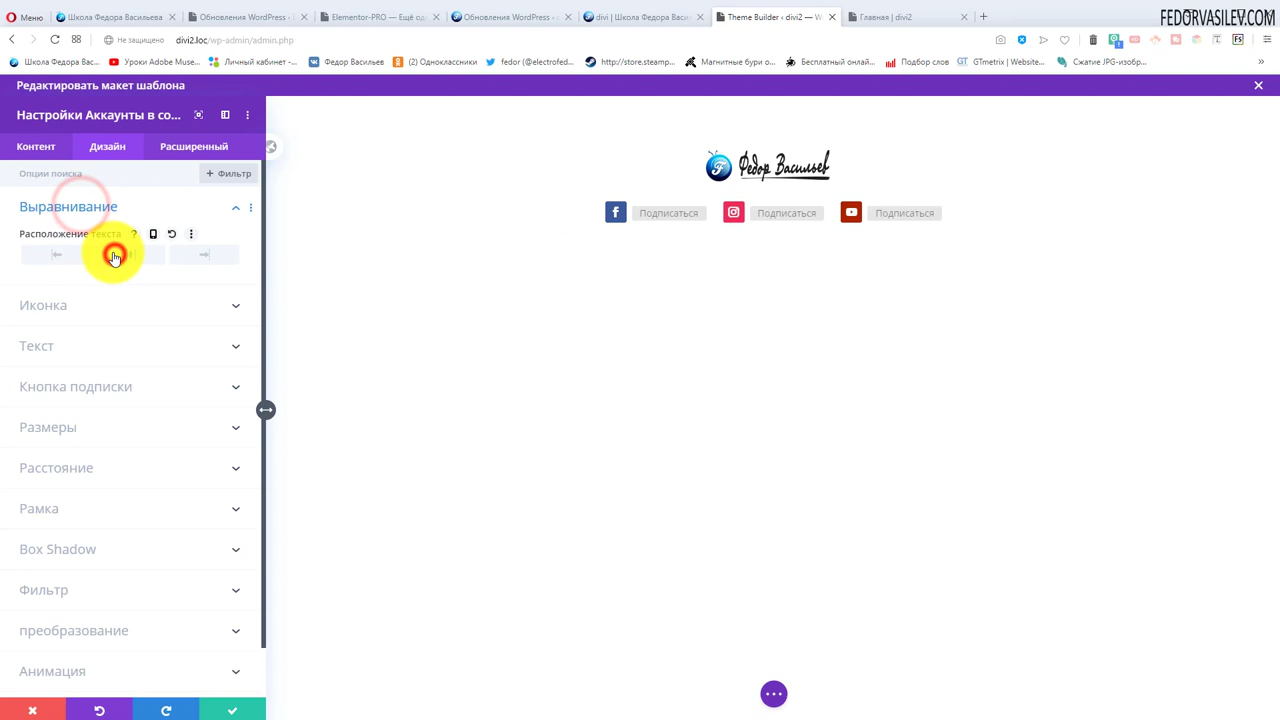 Меню
Школа Федора Васильева
Обновления WordPress ‹
Elementor-PRO — Ещё од
Обновления WordPress ‹
divi | Школа Федора Васи
Theme Builder ‹ divi2 — W
Главная | divi2
FEDORVASILEV.COM
Не защищено
divi2.loc/wp-admin/admin.php
Школа Федора Вас...
Уроки Adobe Muse...
Личный кабинет -...
Федор Васильев
(2) Одноклассники
fedor (@electrofed...
http://store.steamp...
Магнитные бури о...
Бесплатный онлай...
Подбор слов
GTmetrix | Website...
Сжатие JPG-изобр...
Редактировать макет шаблона
Настройки Аккаунты в со...
Контент
Дизайн
Расширенный
Опции поиска
+ Фильтр
Выравнивание
Расположение текста
Иконка
Текст
Кнопка подписки
Размеры
Расстояние
Рамка
Box Shadow
Фильтр
преобразование
Анимация
Федор Васильев
Подписаться
Подписаться
Подписаться